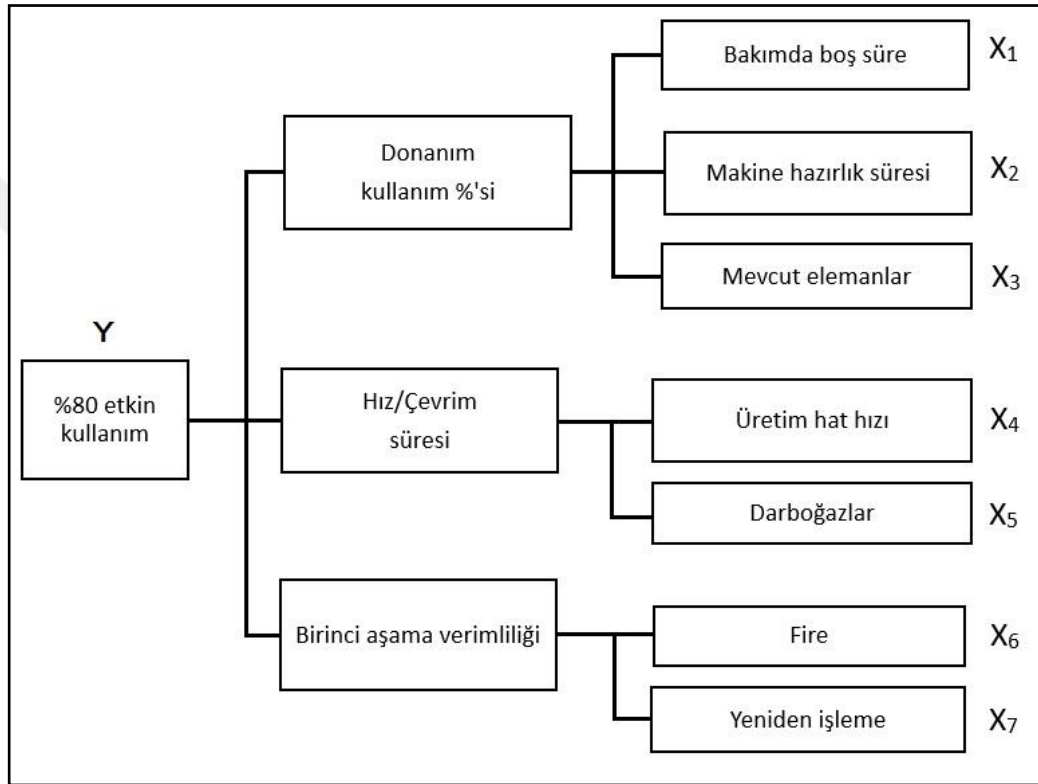 Y
%80 etkin
kullanım
Donanım
kullanım %'si
Bakımda boş süre
X1
Makine hazırlık süresi
X2
Mevcut elemanlar
X3
Hız/Çevrim
süresi
Üretim hat hızı
X4
Darboğazlar
X5
Birinci aşama verimliliği
Fire
X6
Yeniden işleme
X7